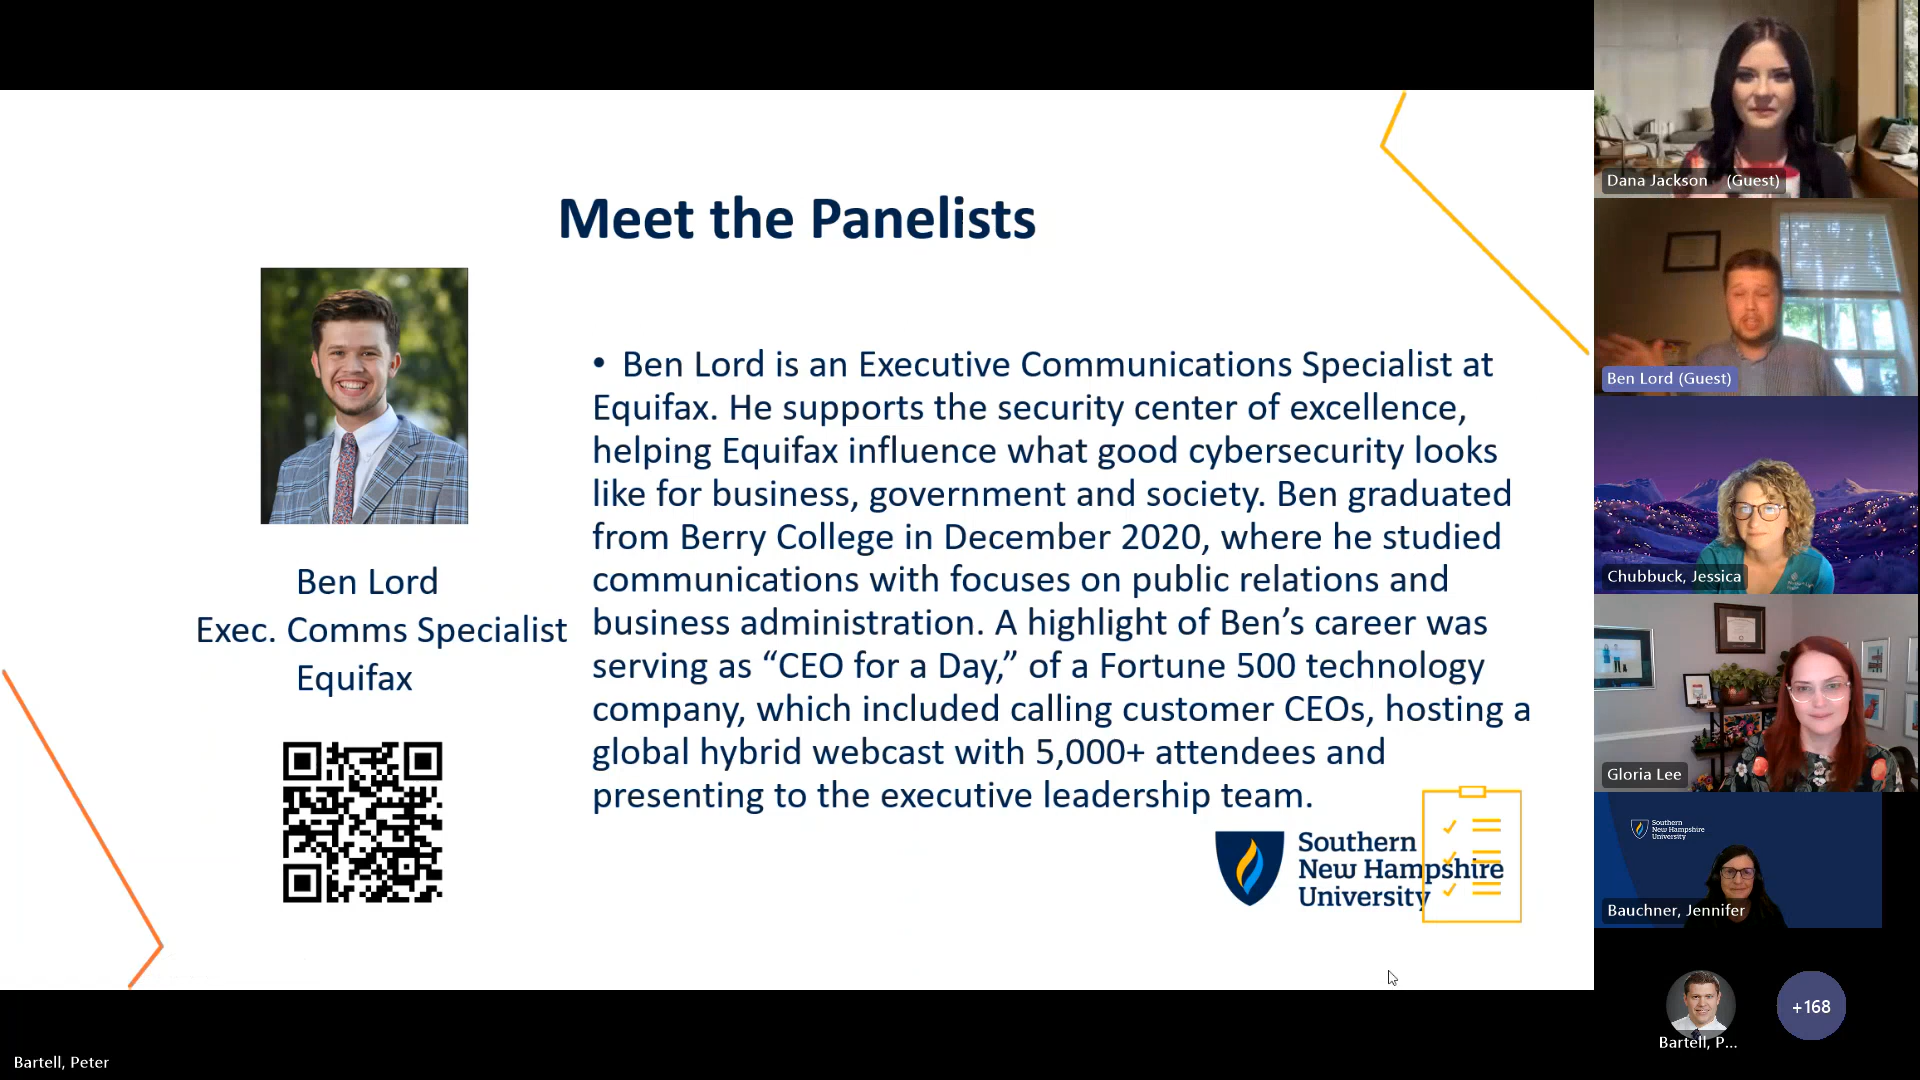 Meet the Panelists
Ben Lord
Exec. Comms Specialist
Equifax
• Ben Lord is an Executive Communications Specialist at
Equifax. He supports the security center of excellence,
helping Equifax influence what good cybersecurity looks
like for business, government and society. Ben graduated
from Berry College in December 2020, where he studied
communications with focuses on public relations and
business administration. A highlight of Ben’s career was
serving as “CEO for a Day,” of a Fortune 500 technology
company, which included calling customer CEOs, hosting a
global hybrid webcast with 5,000+ attendees and
presenting to the executive leadership team.
Southern
New Hampshire
University
Dana Jackson (Guest)
Ben Lord (Guest)
Chubbuck, Jessica
Gloria Lee
Southern
New Hampshire
University
Bauchner, Jennifer
Bartell, P...
+168
Bartell, Peter